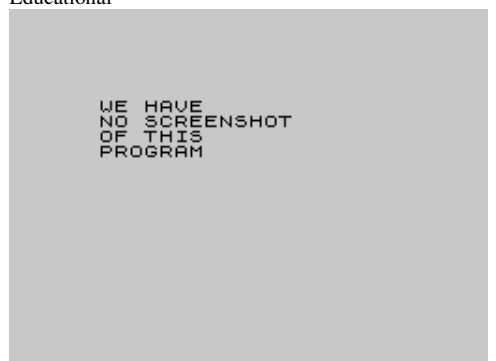 Educational
WE HAVE
NO SCREENSHOT
OF THIS
PROGRAM